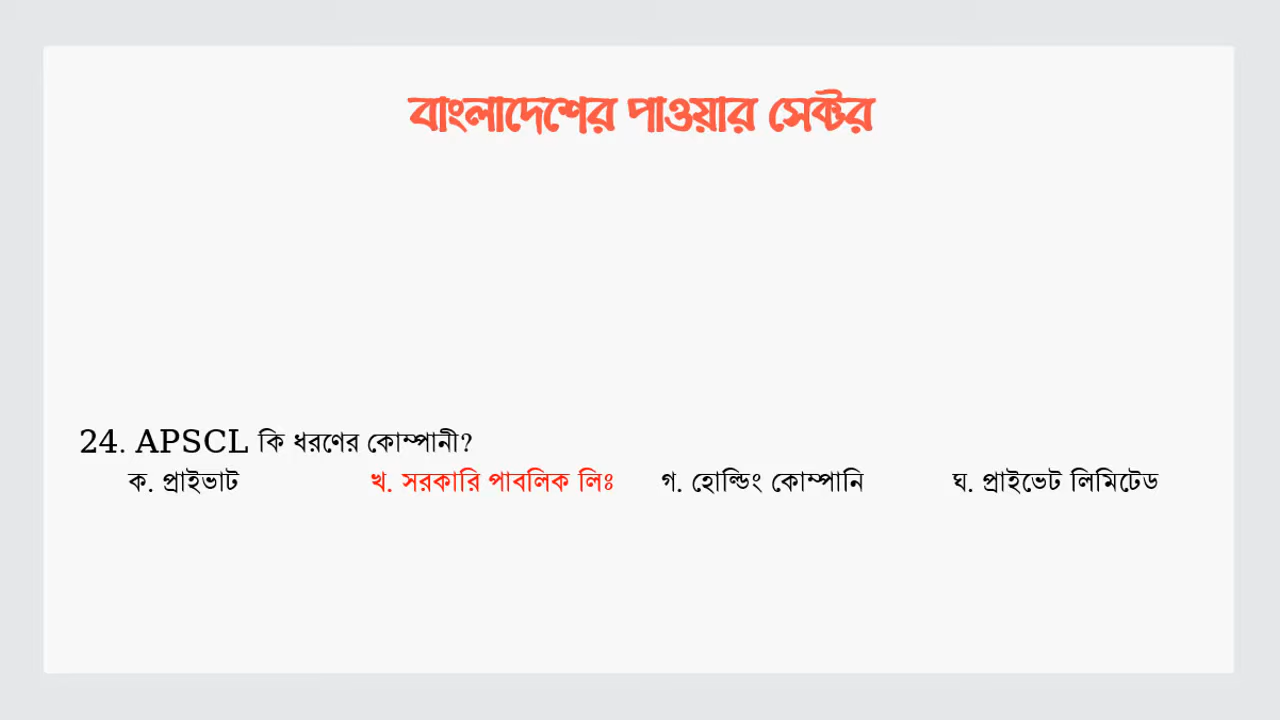 বাংলাদেশের পাওয়ার সেক্টর
24. APSCL কি ধরণের কোম্পানী?
ক. প্রাইভাট খ. সরকারি পাবলিক লিঃ গ. হোল্ডিং কোম্পানি ঘ. প্রাইভেট লিমিটেড